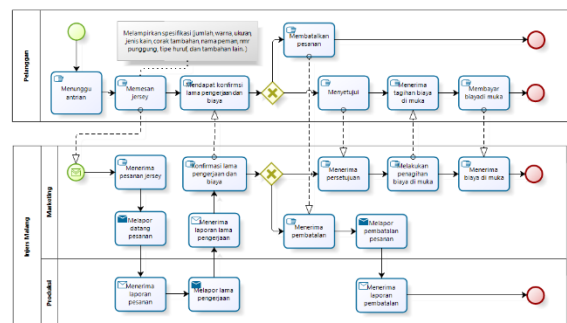 Pelanggan
Melampirkan spesifikasi (jumlah, warna, ukuran,
jenis kain, corak tambahan, nama pemain, nmr
punggung, tipe huruf, dan tambahan lain.)
Menunggu
antrian
Memesan
jersey
Mendapat konfirmasi
lama pengerjaan dan
biaya
Membatalkan
pesanan
Menyetujui
Menerima
tagihan biaya
di muka
Membayar
biaya di muka
Injers Malang
Marketing
Menerima
pesanan jersey
Konfirmasi lama
pengerjaan dan
biaya
Menerima
persetujuan
Melakukan
penagihan
biaya di muka
Menerima
biaya di muka
Melapor
datang
pesanan
Menerima
laporan lama
pengerjaan
Menerima
pembatalan
Melapor
pembatalan
pesanan
Produksi
Menerima
laporan
pesanan
Melapor lama
pengerjaan
Menerima
laporan
pembatalan